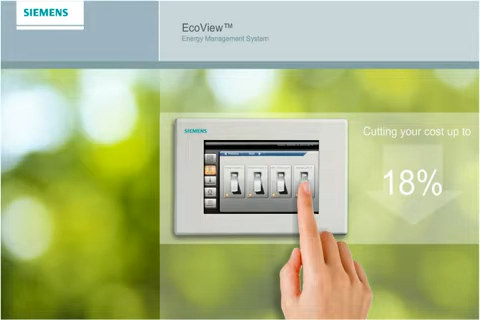 SIEMENS
EcoView™
Energy Management System
SIEMENS
Cutting your cost up to
18%